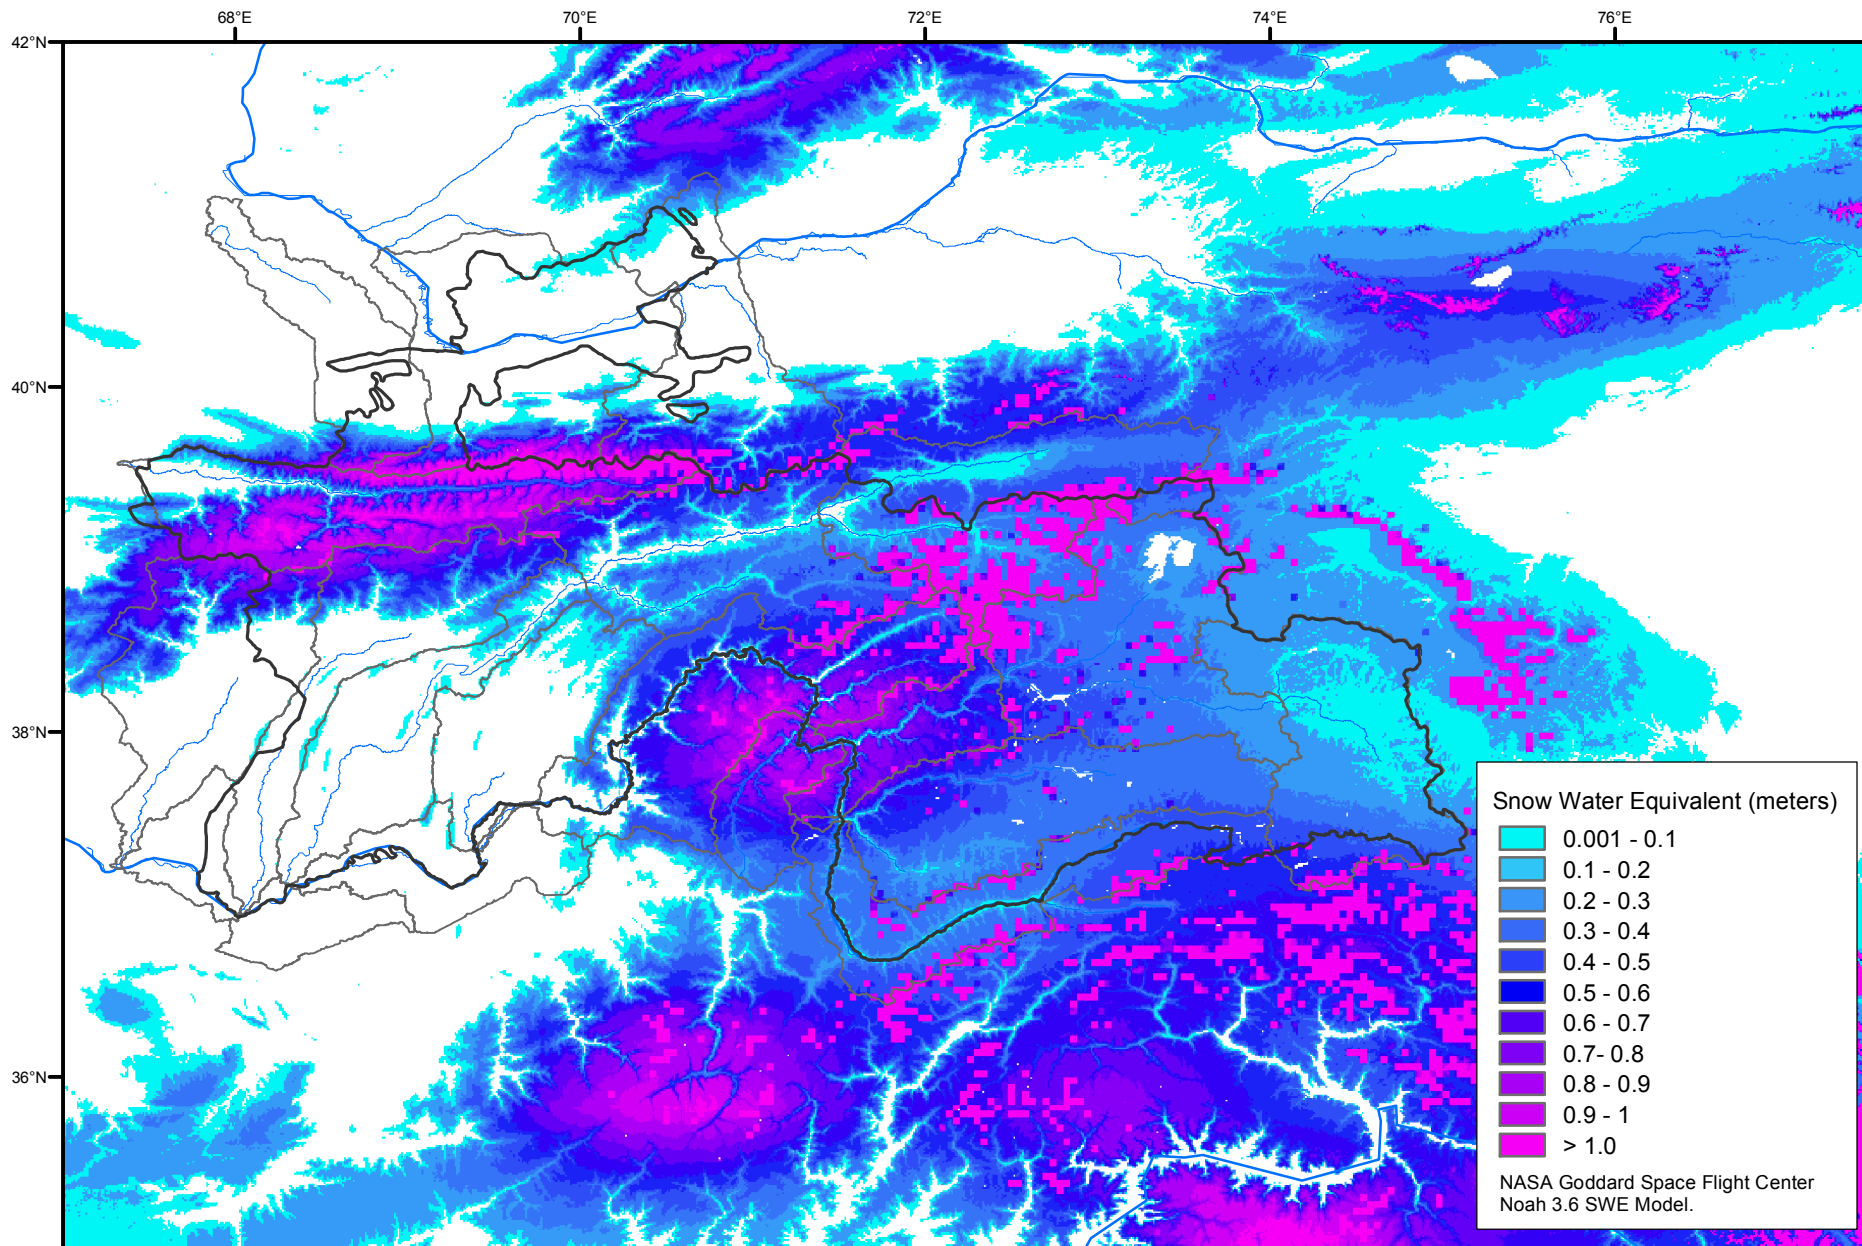 68°E
70°E
72°E
74°E
76°E
42°N
40°N
38°N
36°N
Snow Water Equivalent (meters)
0.001 - 0.1
0.1 - 0.2
0.2 - 0.3
0.3 - 0.4
0.4 - 0.5
0.5 - 0.6
0.6 - 0.7
0.7- 0.8
0.8 - 0.9
0.9 - 1
> 1.0
NASA Goddard Space Flight Center
Noah 3.6 SWE Model.